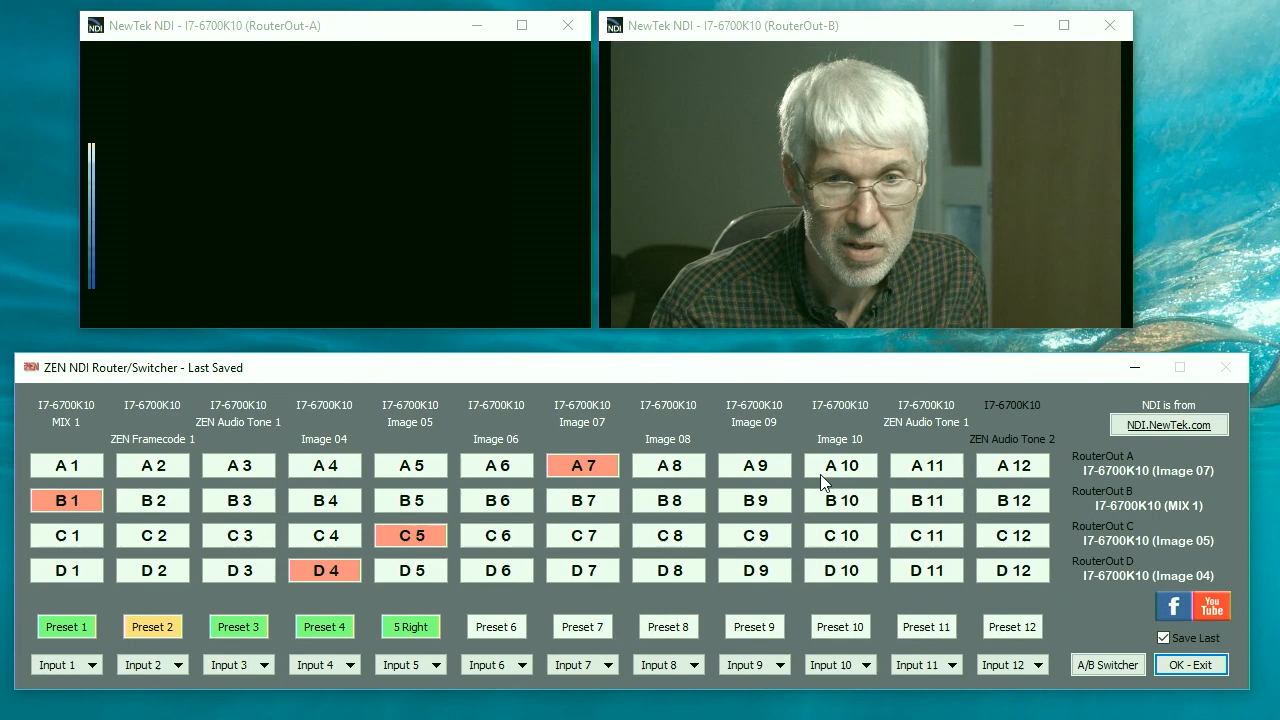 NDI NewTek NDI - I7-6700K10 (RouterOut-A)
NDI NewTek NDI - I7-6700K10 (RouterOut-B)
ZEN ZEN NDI Router/Switcher - Last Saved
I7-6700K10 I7-6700K10 I7-6700K10 I7-6700K10 I7-6700K10 I7-6700K10 I7-6700K10 I7-6700K10 I7-6700K10 I7-6700K10 I7-6700K10 I7-6700K10 NDI is from
MIX 1 ZEN Audio Tone 1 Image 05 Image 07 Image 09 ZEN Audio Tone 1 NDI.NewTek.com
ZEN Framecode 1 Image 04 Image 06 Image 08 Image 10 ZEN Audio Tone 2
RouterOut A
A 1 A 2 A 3 A 4 A 5 A 6 A 7 A 8 A 9 A 10 A 11 A 12 I7-6700K10 (Image 07)
RouterOut B
B 1 B 2 B 3 B 4 B 5 B 6 B 7 B 8 B 9 B 10 B 11 B 12 I7-6700K10 (MIX 1)
RouterOut C
C 1 C 2 C 3 C 4 C 5 C 6 C 7 C 8 C 9 C 10 C 11 C 12 I7-6700K10 (Image 05)
RouterOut D
D 1 D 2 D 3 D 4 D 5 D 6 D 7 D 8 D 9 D 10 D 11 D 12 I7-6700K10 (Image 04)
f You Tube
Preset 1 Preset 2 Preset 3 Preset 4 5 Right Preset 6 Preset 7 Preset 8 Preset 9 Preset 10 Preset 11 Preset 12
Save Last
Input 1 Input 2 Input 3 Input 4 Input 5 Input 6 Input 7 Input 8 Input 9 Input 10 Input 11 Input 12 A/B Switcher OK - Exit